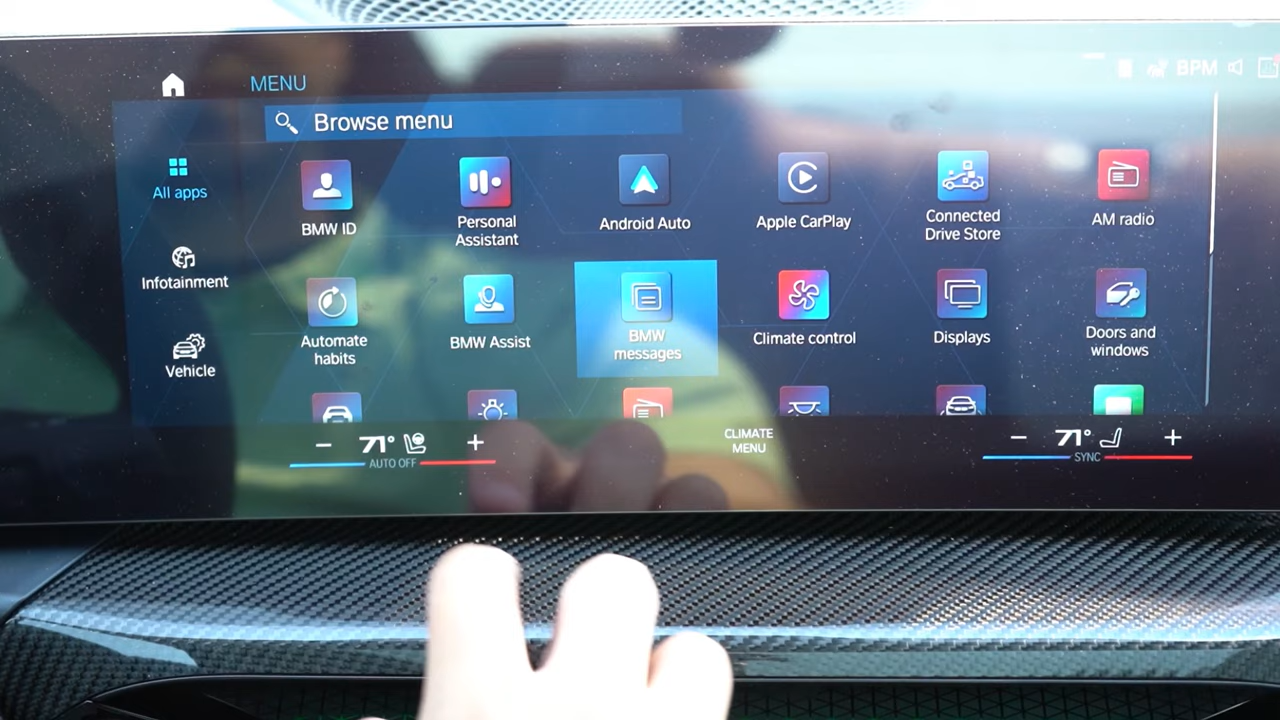 MENU
BPM
Browse menu
All apps
Infotainment
Vehicle
BMW ID
Personal
Assistant
Android Auto
Apple CarPlay
Connected
Drive Store
AM radio
Automate
habits
BMW Assist
BMW
messages
Climate control
Displays
Doors and
windows
- 71° +
AUTO OFF
CLIMATE
MENU
- 71° +
SYNC